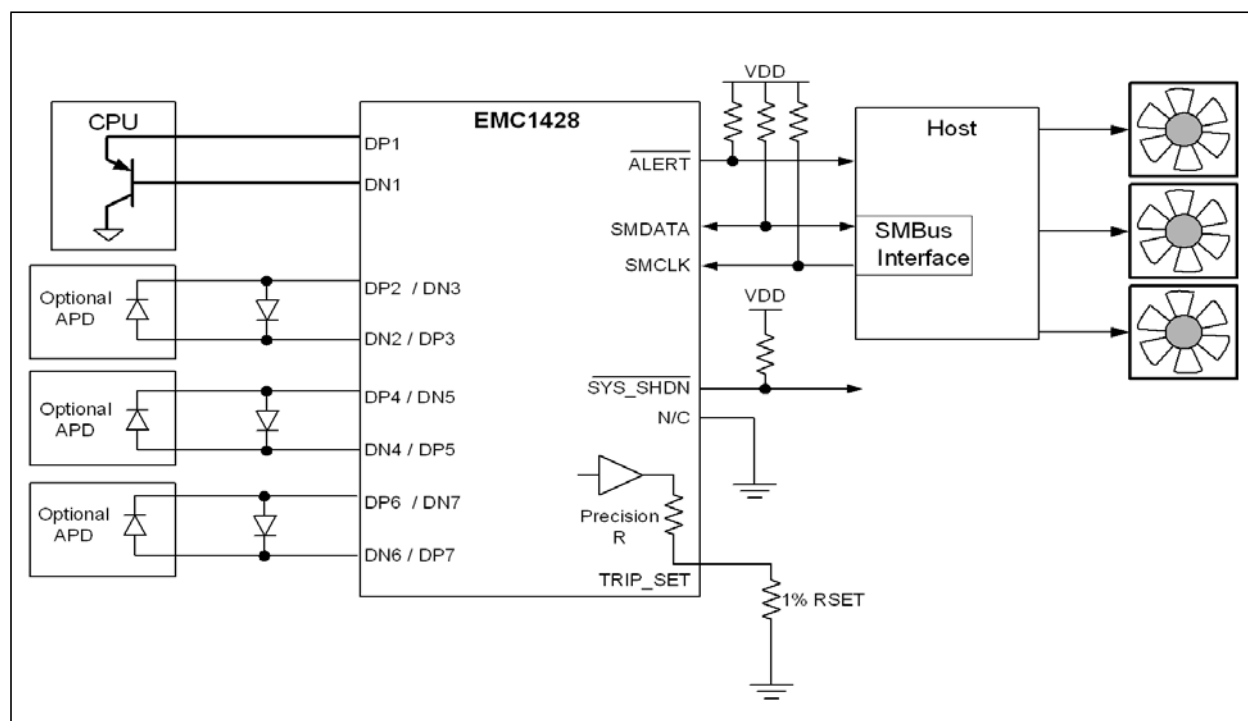 CPU
EMC1428
DP1
DN1
Optional
APD
DP2 / DN3
DN2 / DP3
Optional
APD
DP4 / DN5
DN4 / DP5
Optional
APD
DP6 / DN7
DN6 / DP7
ALERT
SMDATA
SMCLK
SYS_SHDN
N/C
Precision
R
TRIP_SET
1% RSET
VDD
VDD
Host
SMBus
Interface